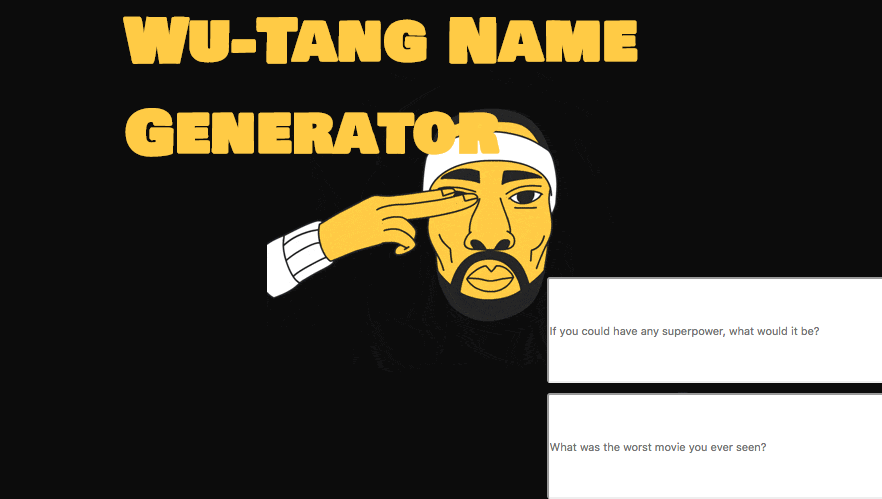 Wu-Tang Name
Generator
If you could have any superpower, what would it be?
What was the worst movie you ever seen?